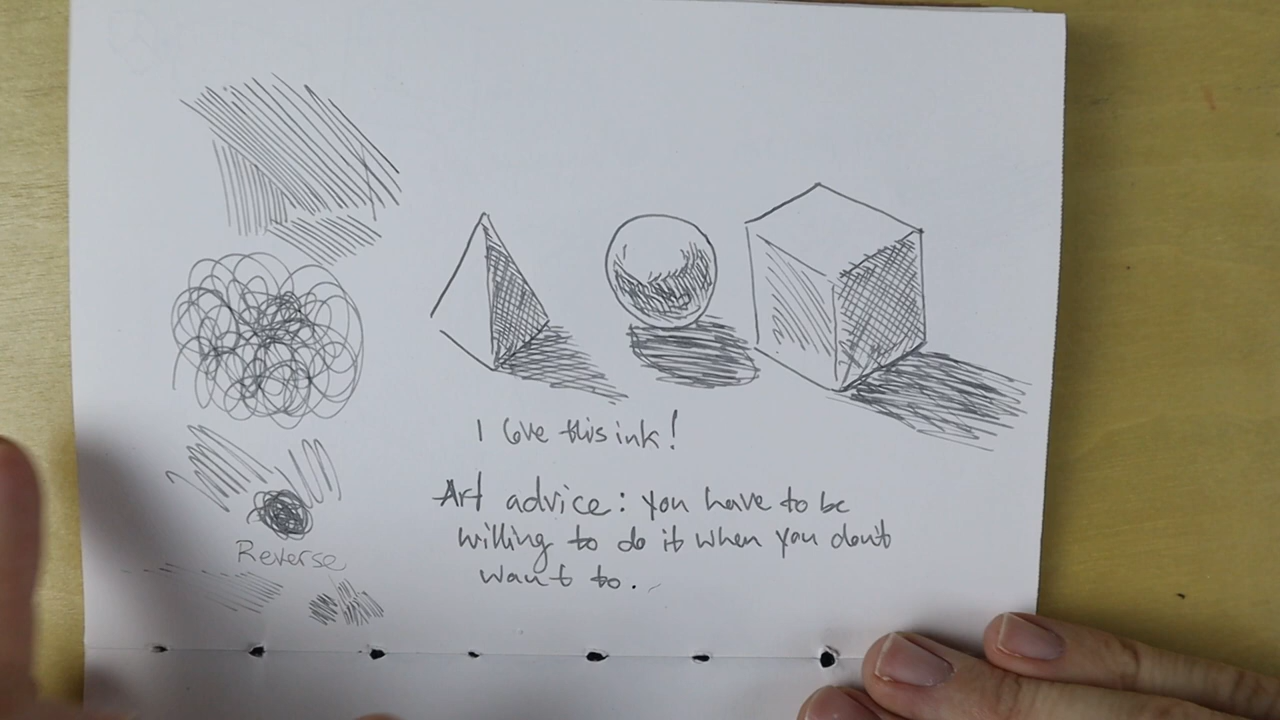 I love this ink!
Art advice: you have to be
willing to do it when you don't
want to.
Reverse